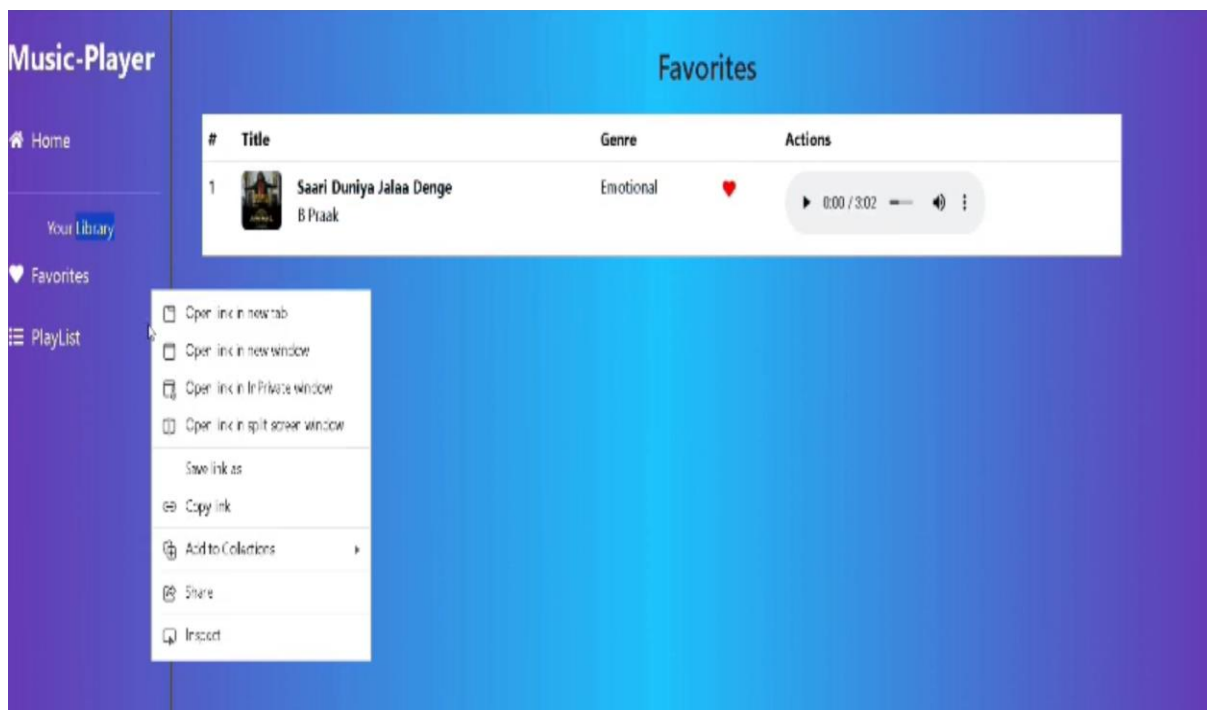 Music-Player
Home
Your Library
Favorites
PlayList
Favorites
# Title Genre Actions
1 Saari Duniya Jalaa Denge Emotional 0:00 / 3:02
B Praak
Open link in new tab
Open link in new window
Open link in InPrivate window
Open link in split screen window
Save link as
Copy link
Add to Collections
Share
Inspect